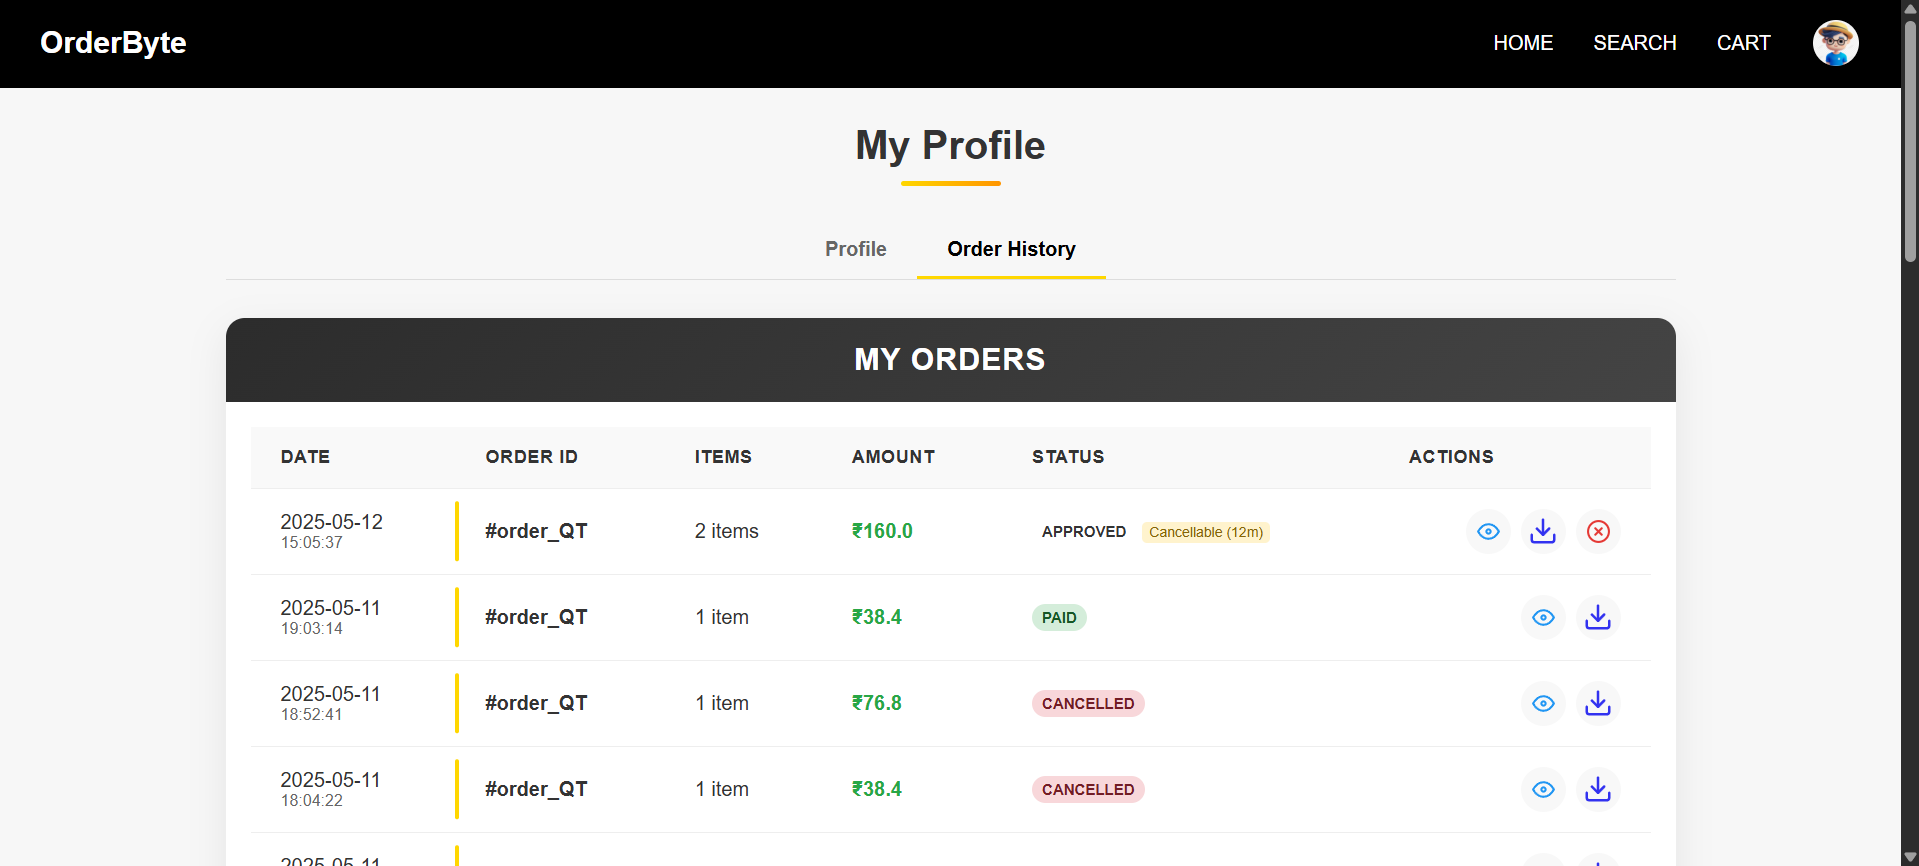 OrderByte
HOME SEARCH CART
My Profile
Profile Order History
MY ORDERS
DATE ORDER ID ITEMS AMOUNT STATUS ACTIONS
2025-05-12
15:05:37
#order_QT 2 items ₹160.0 APPROVED Cancellable (12m)
2025-05-11
19:03:14
#order_QT 1 item ₹38.4 PAID
2025-05-11
18:52:41
#order_QT 1 item ₹76.8 CANCELLED
2025-05-11
18:04:22
#order_QT 1 item ₹38.4 CANCELLED
2025-05-11